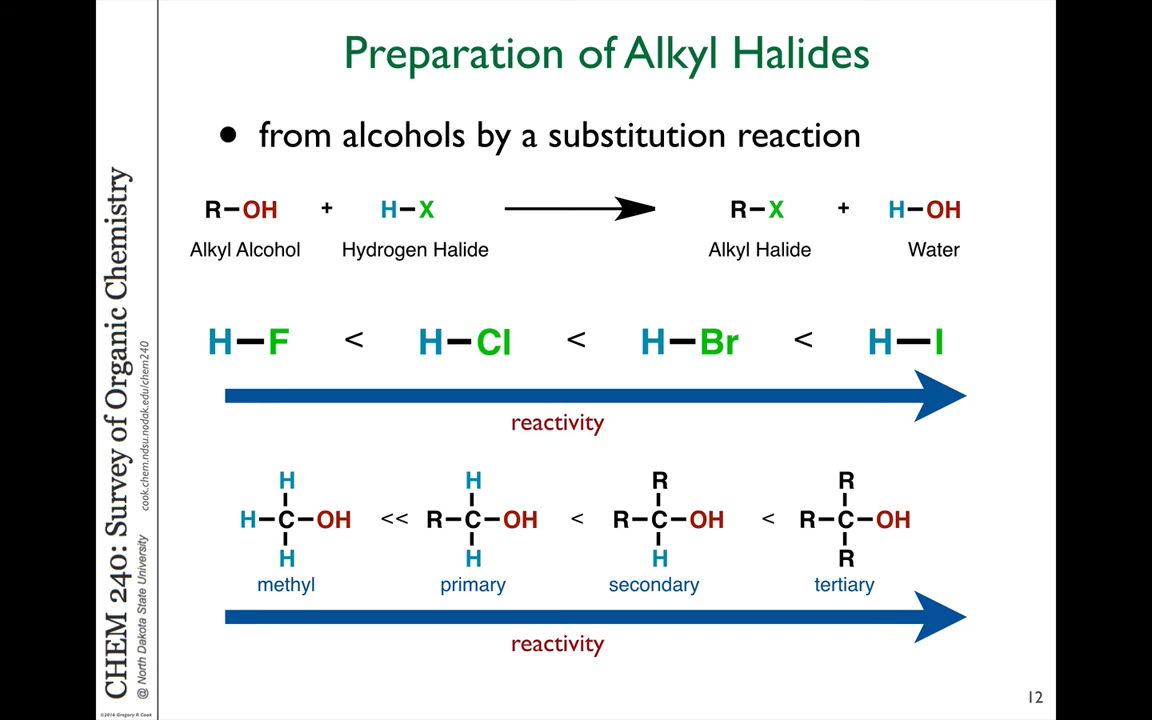 Preparation of Alkyl Halides
• from alcohols by a substitution reaction
R–OH + H–X R–X + H–OH
Alkyl Alcohol Hydrogen Halide Alkyl Halide Water
H–F < H–Cl < H–Br < H–I
reactivity
H H R R
H–C–OH << R–C–OH < R–C–OH < R–C–OH
H H H R
methyl primary secondary tertiary
reactivity
12
CHEM 240: Survey of Organic Chemistry
@ North Dakota State University cook.chem.ndsu.nodak.edu/chem240
©2016 Gregory R Cook